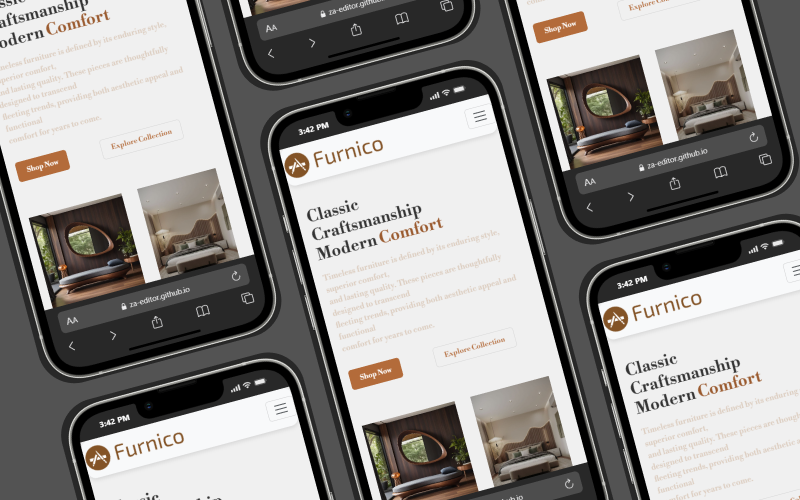 Classic
Craftsmanship
Modern Comfort
Timeless furniture is defined by its enduring style,
superior comfort,
and lasting quality. These pieces are thoughtfully
designed to transcend
fleeting trends, providing both aesthetic appeal and
functional
comfort for years to come.
Shop Now
Explore Collection
AA
za-editor.github.io
AA
za-editor.github.io
3:42 PM
Furnico
Classic
Craftsmanship
Modern Comfort
Timeless furniture is defined by its enduring style,
superior comfort,
and lasting quality. These pieces are thoughtfully
designed to transcend
fleeting trends, providing both aesthetic appeal and
functional
comfort for years to come.
Shop Now
Explore Collection
Shop Now
Explore Collection
AA
za-editor.github.io
3:42 PM
Furnico
Classic
Craftsmanship
Modern Comfort
Timeless furniture is defined by its enduring
superior comfort,
and lasting quality. These pieces are
designed to transcend
fleeting trends, providing both aesthetic
functional
comfort for years to come.
3:42 PM
Furnico
Classic